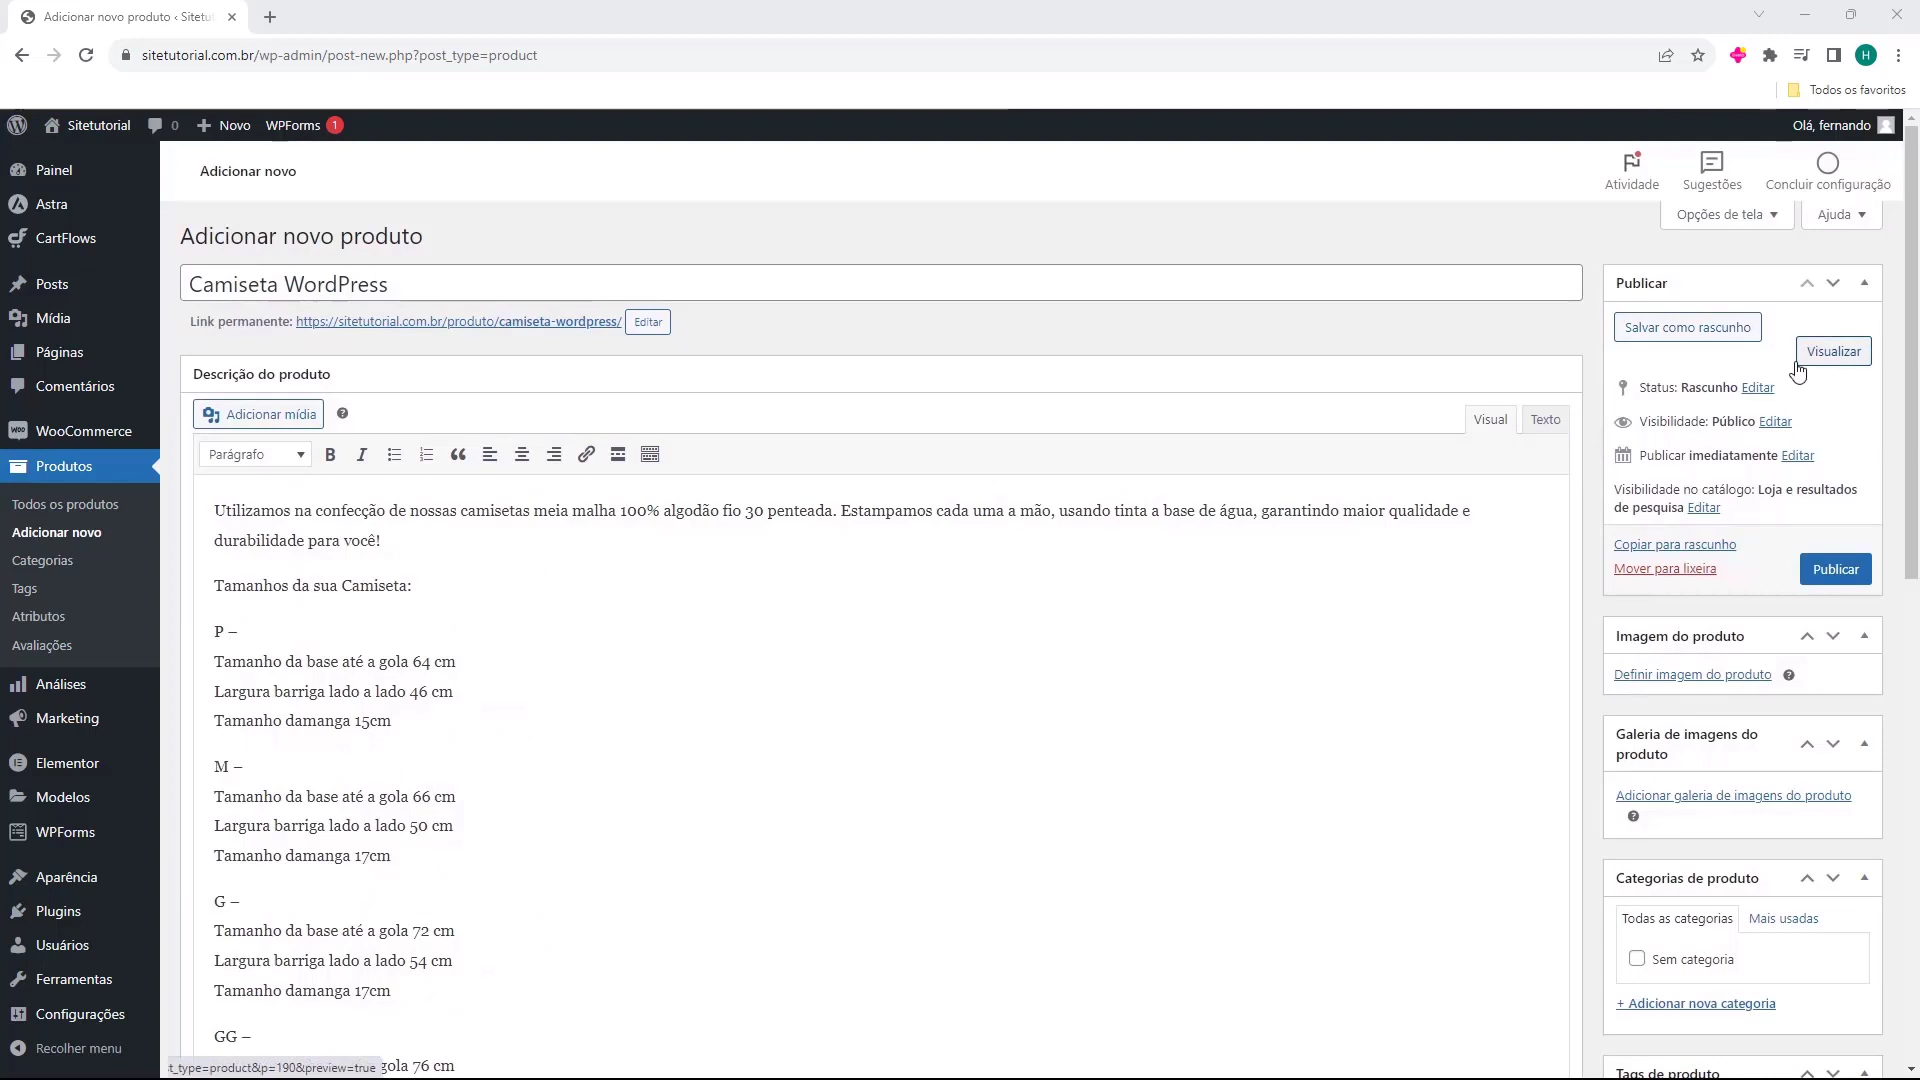 Adicionar novo produto ‹ Sitetu
sitetutorial.com.br/wp-admin/post-new.php?post_type=product
H
Todos os favoritos
Sitetutorial 0 Novo WPForms 1
Olá, fernando
Painel
Astra
CartFlows
Posts
Mídia
Páginas
Comentários
WooCommerce
Produtos
Todos os produtos
Adicionar novo
Categorias
Tags
Atributos
Avaliações
Análises
Marketing
Elementor
Modelos
WPForms
Aparência
Plugins
Usuários
Ferramentas
Configurações
Recolher menu
Adicionar novo
Atividade
Sugestões
Concluir configuração
Opções de tela
Ajuda
Adicionar novo produto
Camiseta WordPress
Link permanente: https://sitetutorial.com.br/produto/camiseta-wordpress/ Editar
Descrição do produto
Adicionar mídia
Visual
Texto
Parágrafo
Utilizamos na confecção de nossas camisetas meia malha 100% algodão fio 30 penteada. Estampamos cada uma a mão, usando tinta a base de água, garantindo maior qualidade e
durabilidade para você!
Tamanhos da sua Camiseta:
P –
Tamanho da base até a gola 64 cm
Largura barriga lado a lado 46 cm
Tamanho damanga 15cm
M –
Tamanho da base até a gola 66 cm
Largura barriga lado a lado 50 cm
Tamanho damanga 17cm
G –
Tamanho da base até a gola 72 cm
Largura barriga lado a lado 54 cm
Tamanho damanga 17cm
GG –
gola 76 cm
t_type=product&p=190&preview=true
Publicar
Salvar como rascunho
Visualizar
Status: Rascunho Editar
Visibilidade: Público Editar
Publicar imediatamente Editar
Visibilidade no catálogo: Loja e resultados
de pesquisa Editar
Copiar para rascunho
Mover para lixeira
Publicar
Imagem do produto
Definir imagem do produto
Galeria de imagens do
produto
Adicionar galeria de imagens do produto
Categorias de produto
Todas as categorias
Mais usadas
Sem categoria
+ Adicionar nova categoria
Tags de produto